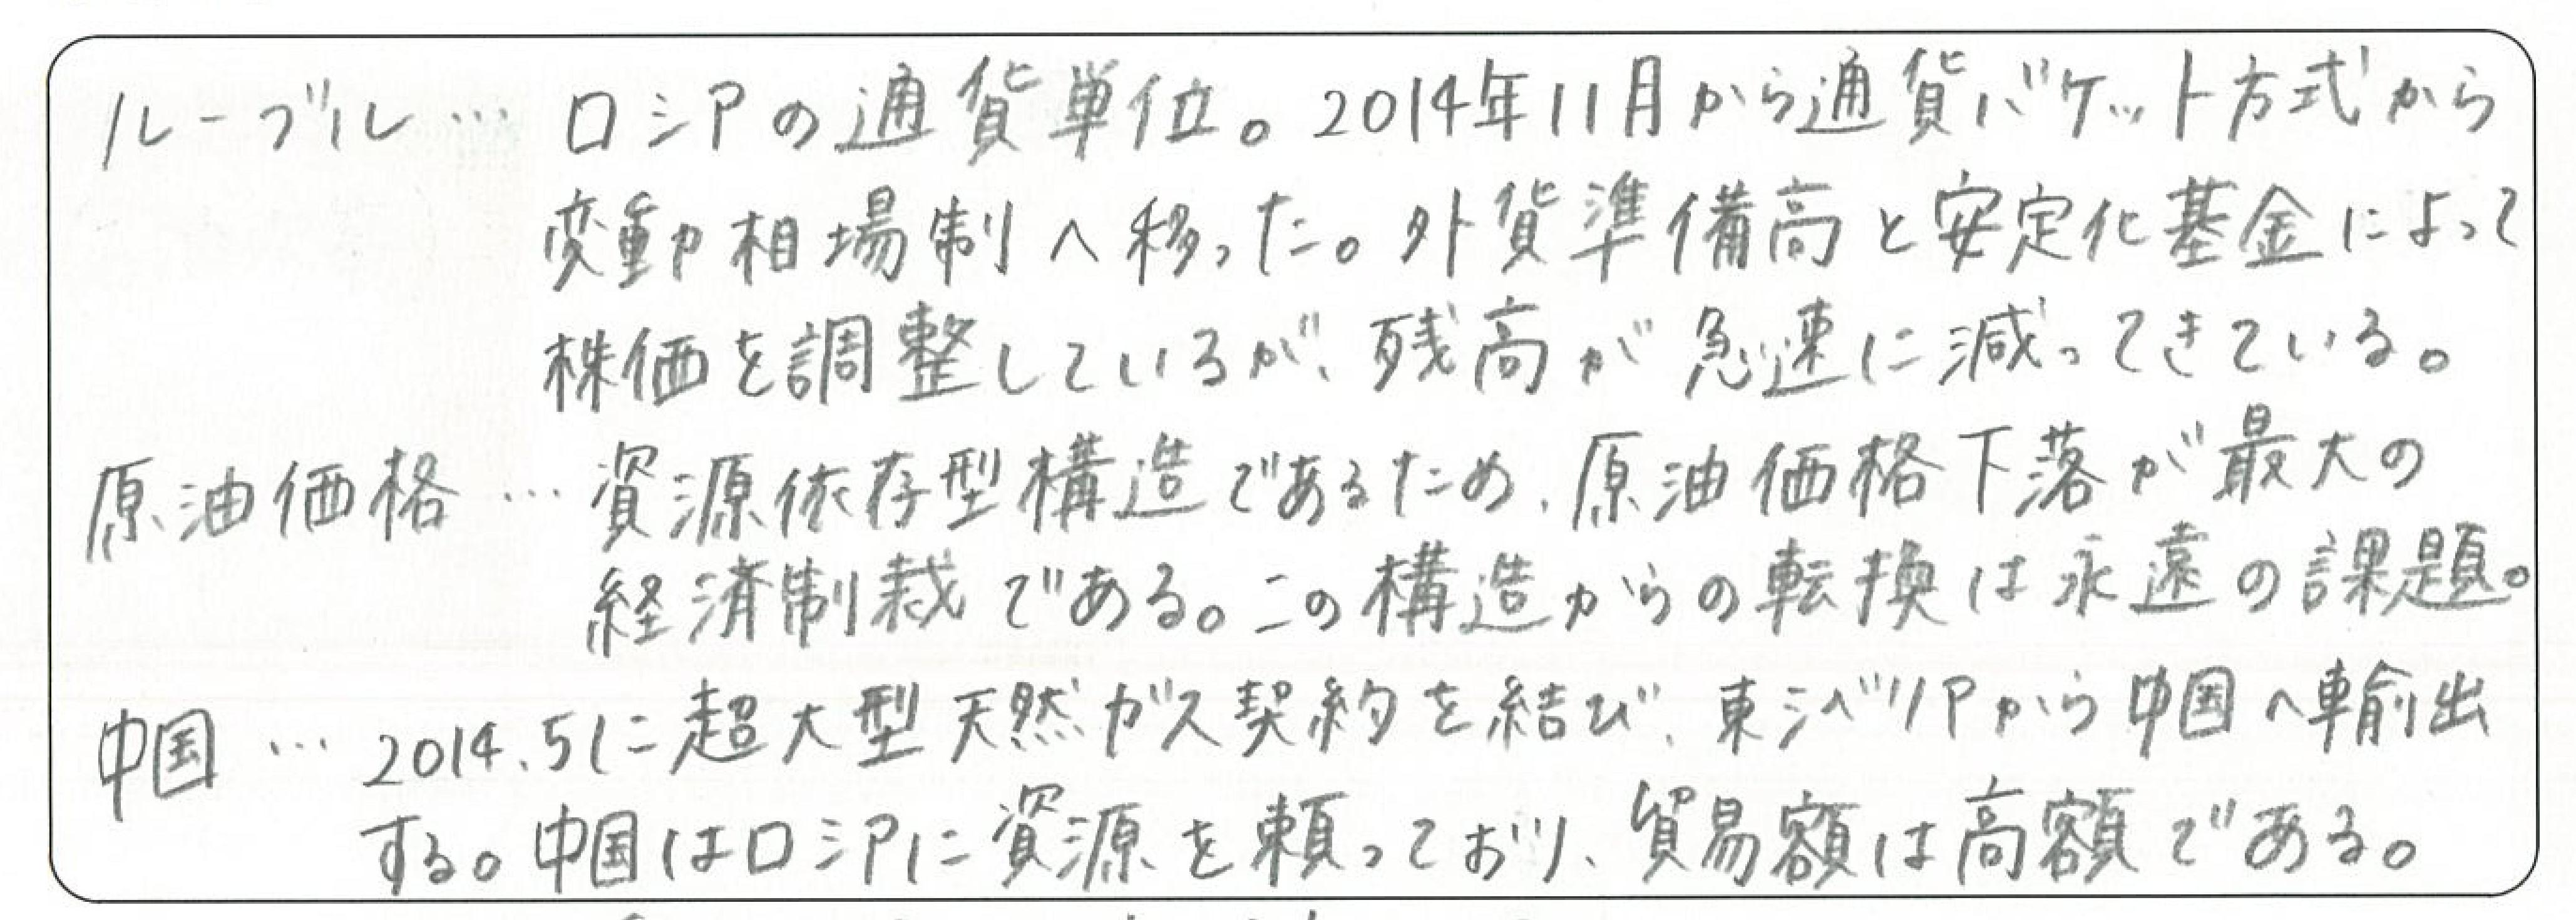 ルーブル… ロシアの通貨単位。2014年11月から通貨バケット方式から
変動相場制へ移った。外貨準備高と安定化基金によって
株価を調整しているが、残高が急速に減ってきている。
原油価格… 資源依存型構造であるため、原油価格下落が最大の
経済制裁である。この構造からの転換は永遠の課題。
中国… 2014.5に超大型天然ガス契約を結び、東シベリアから中国へ輸出
する。中国はロシアに資源を頼っており、貿易額は高額である。